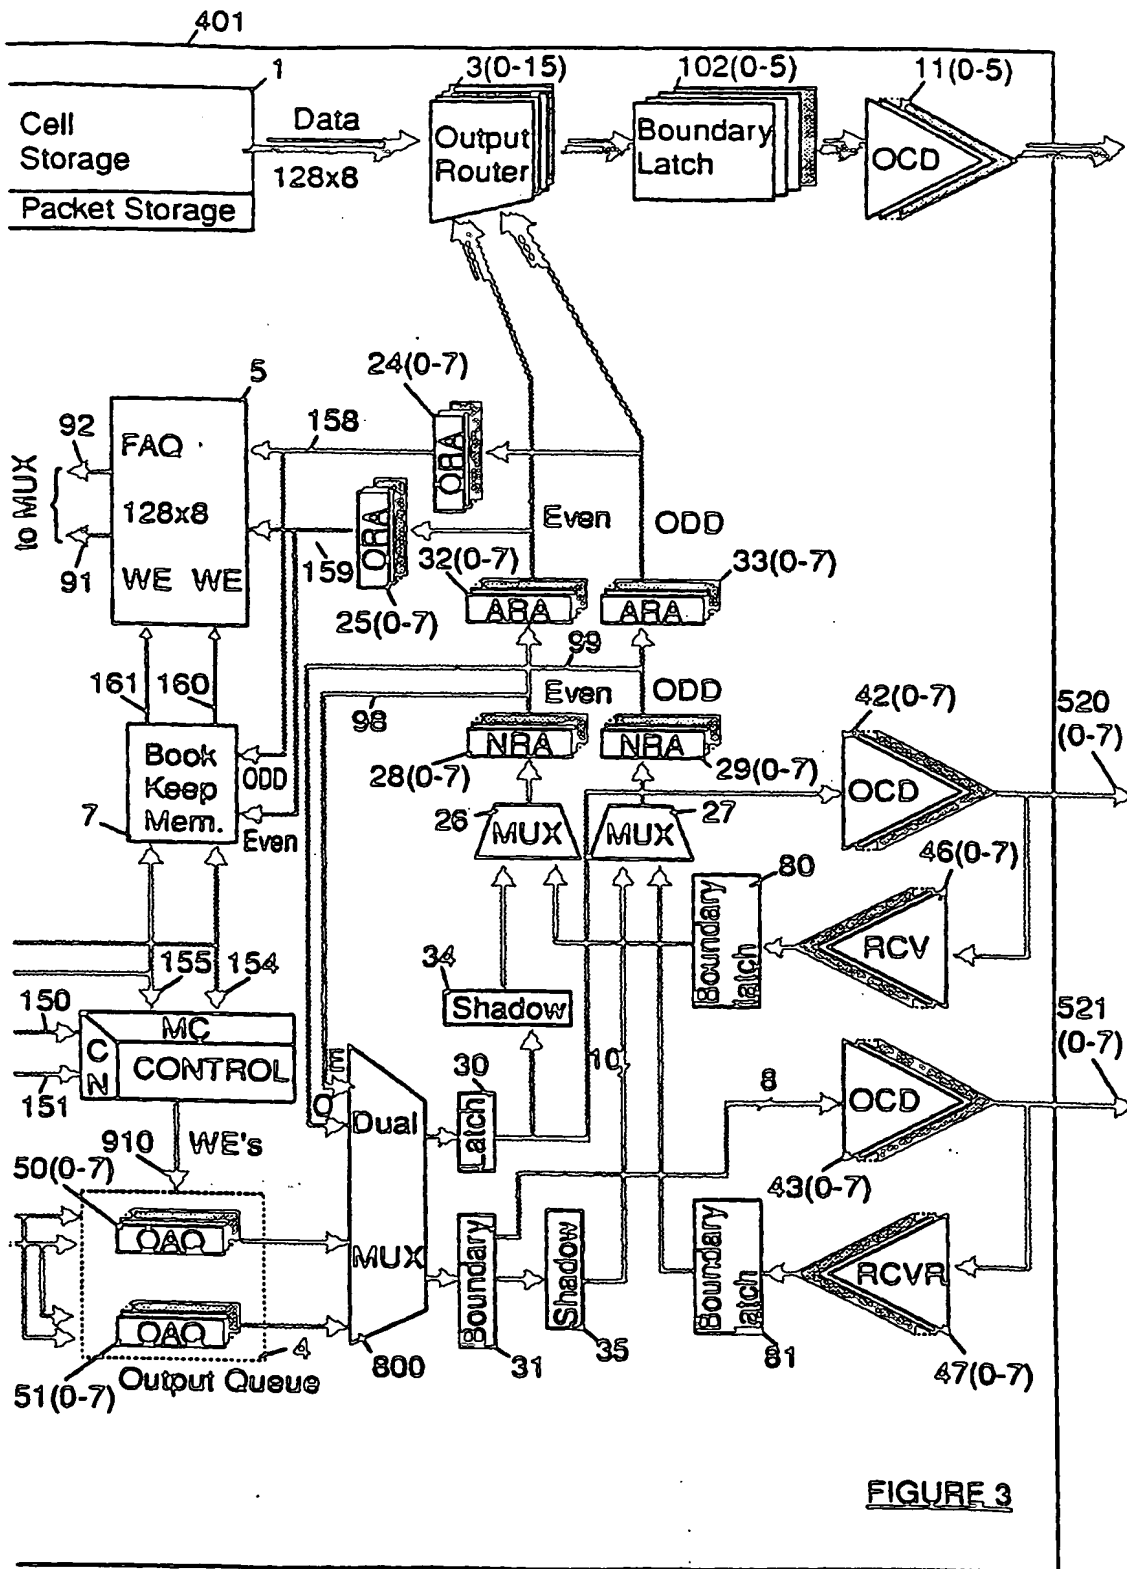 401
1
3(0-15)
102(0-5)
11(0-5)
Cell
Storage
Packet Storage
Data
128x8
Output
Router
Boundary
Latch
OCD
24(0-7)
5
92
158
FAQ
128x8
WE WE
to MUX
91
ORA
ORA
159
25(0-7)
Even
ODD
32(0-7)
33(0-7)
ARA
ARA
99
161
160
98
Even
ODD
NRA
NRA
28(0-7)
29(0-7)
42(0-7)
520
(0-7)
OCD
Book
Keep
Mem.
7
ODD
Even
26
MUX
MUX
27
46(0-7)
80
Boundary
latch
RCV
155
154
34
Shadow
150
151
MC
C
N
CONTROL
521
(0-7)
E
O
Dual
MUX
30
Latch
10
8
OCD
43(0-7)
910
WE's
50(0-7)
OAQ
OAQ
4
51(0-7)
Output Queue
800
Boundary
31
Shadow
35
Boundary
latch
81
RCVR
47(0-7)
FIGURE 3